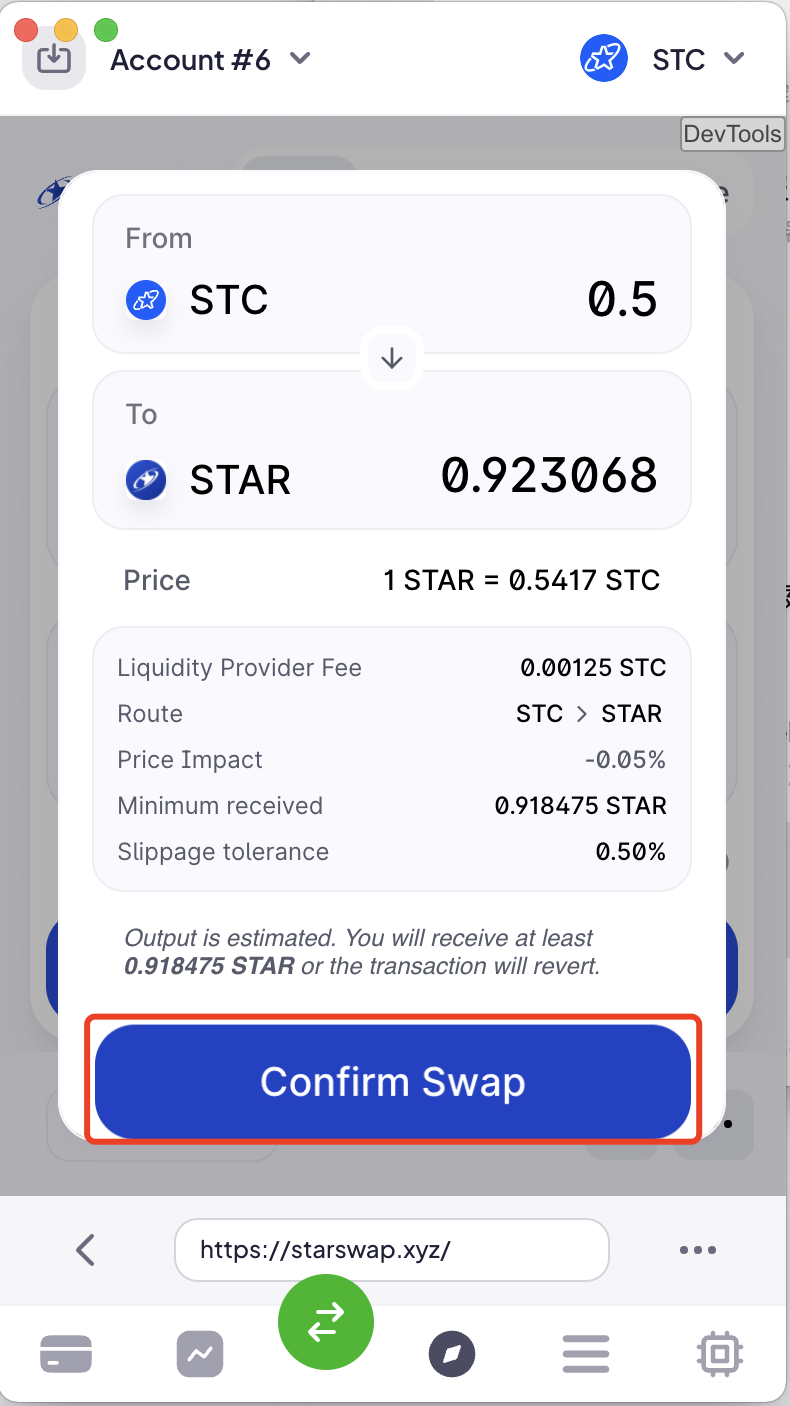 Account #6
STC
DevTools
From
STC 0.5
To
STAR 0.923068
Price 1 STAR = 0.5417 STC
Liquidity Provider Fee 0.00125 STC
Route STC > STAR
Price Impact -0.05%
Minimum received 0.918475 STAR
Slippage tolerance 0.50%
Output is estimated. You will receive at least
0.918475 STAR or the transaction will revert.
Confirm Swap
https://starswap.xyz/